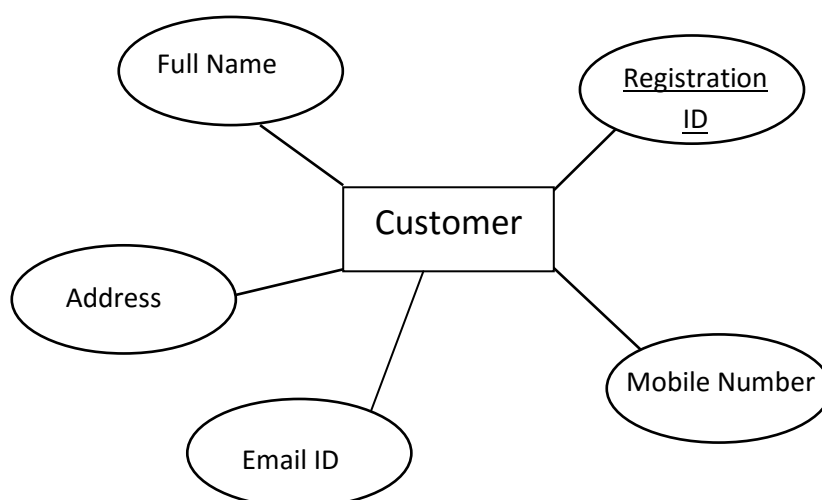 Full Name
Registration
ID
Customer
Address
Mobile Number
Email ID